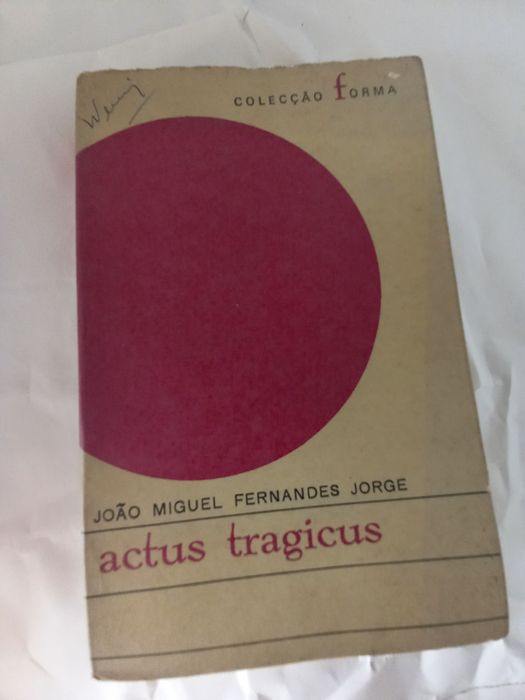 COLECÇÃO FORMA
JOÃO MIGUEL FERNANDES JORGE
actus tragicus